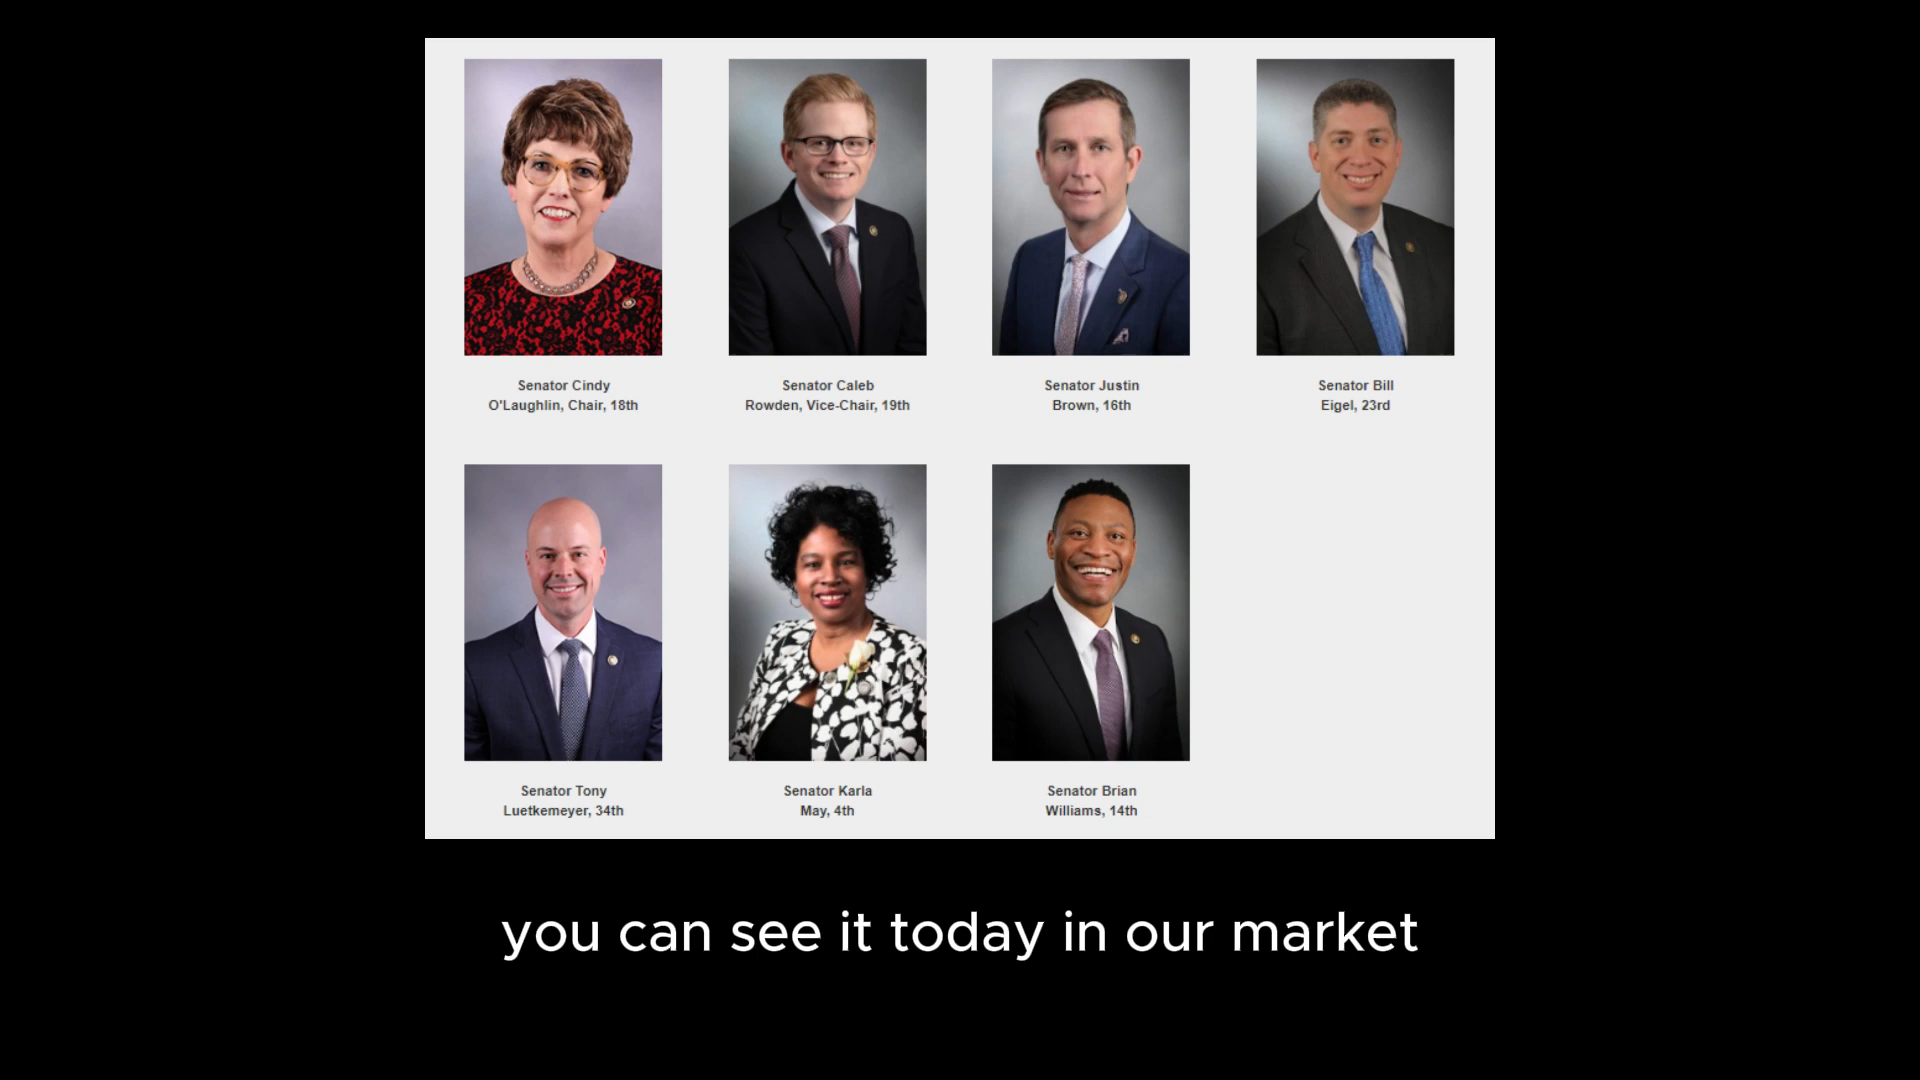 Senator Cindy
O'Laughlin, Chair, 18th
Senator Caleb
Rowden, Vice-Chair, 19th
Senator Justin
Brown, 16th
Senator Bill
Eigel, 23rd
Senator Tony
Luetkemeyer, 34th
Senator Karla
May, 4th
Senator Brian
Williams, 14th
you can see it today in our market